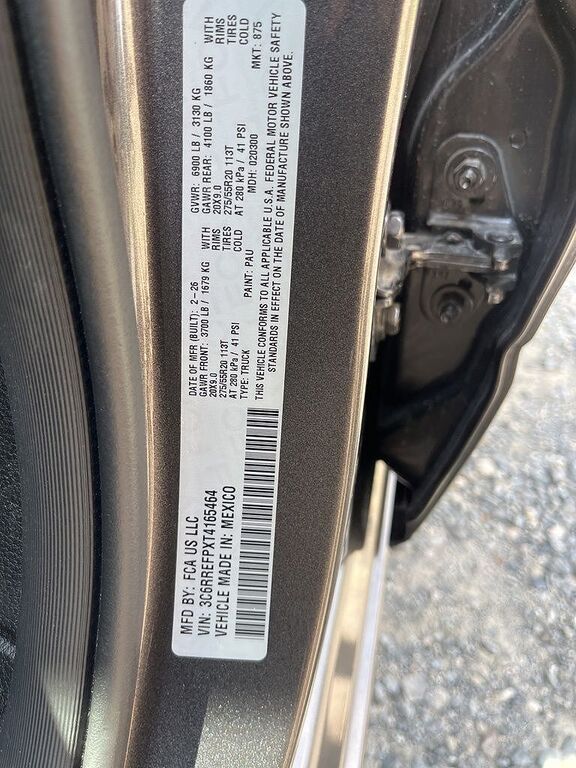 MFD BY: FCA US LLC
VIN: 3C6RREFPXT4165464
VEHICLE MADE IN: MEXICO
DATE OF MFR (BUILT): 2-26
GVWR: 6900 LB / 3130 KG
GAWR FRONT: 3700 LB / 1679 KG WITH
GAWR REAR: 4100 LB / 1860 KG WITH
20X9.0 RIMS
20X9.0 RIMS
275/55R20 113T TIRES
275/55R20 113T TIRES
AT 280 kPa / 41 PSI COLD
AT 280 kPa / 41 PSI COLD
TYPE: TRUCK PAINT: PAU MDH: 020300 MKT: 875
THIS VEHICLE CONFORMS TO ALL APPLICABLE U.S.A. FEDERAL MOTOR VEHICLE SAFETY
STANDARDS IN EFFECT ON THE DATE OF MANUFACTURE SHOWN ABOVE.